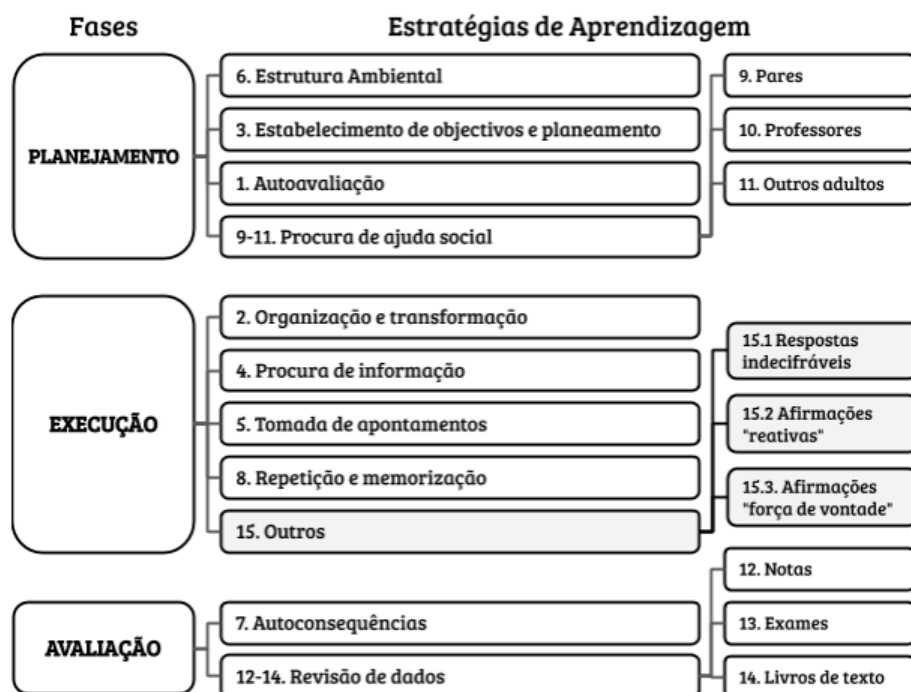 Fases
Estratégias de Aprendizagem
PLANEJAMENTO
6. Estrutura Ambiental
3. Estabelecimento de objectivos e planeamento
1. Autoavaliação
9-11. Procura de ajuda social
9. Pares
10. Professores
11. Outros adultos
EXECUÇÃO
2. Organização e transformação
4. Procura de informação
5. Tomada de apontamentos
8. Repetição e memorização
15. Outros
15.1 Respostas
indecifráveis
15.2 Afirmações
"reativas"
15.3. Afirmações
"força de vontade"
AVALIAÇÃO
7. Autoconsequências
12-14. Revisão de dados
12. Notas
13. Exames
14. Livros de texto